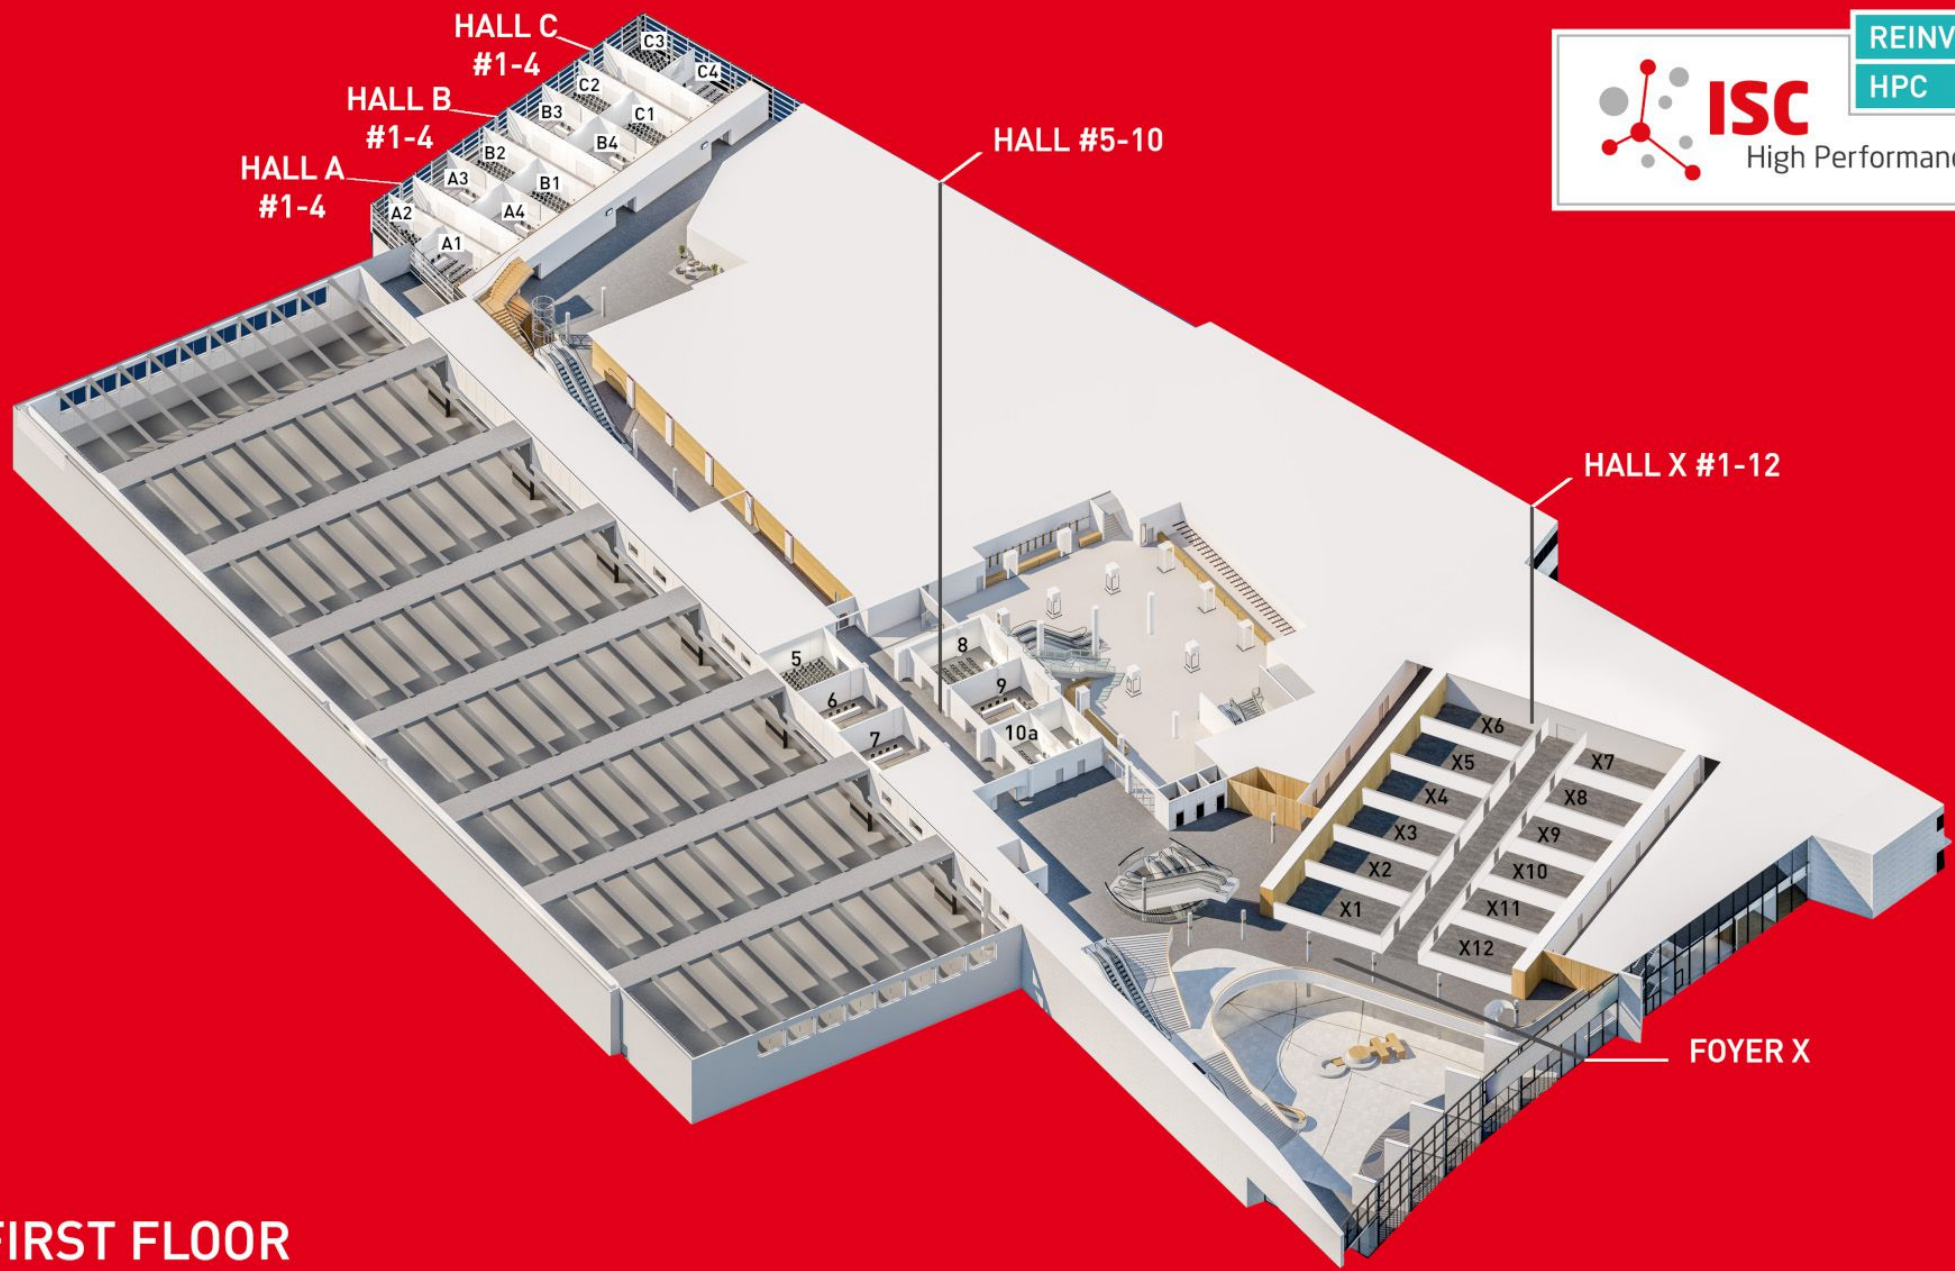 HALL C
#1-4
HALL B
#1-4
HALL A
#1-4
C3
C4
C2
C1
B3
B4
B2
B1
A3
A4
A2
A1
HALL #5-10
REINV
HPC
ISC
High Performanc
HALL X #1-12
5
6
7
8
9
10a
X6
X5
X4
X3
X2
X1
X7
X8
X9
X10
X11
X12
CCH
FOYER X
FIRST FLOOR